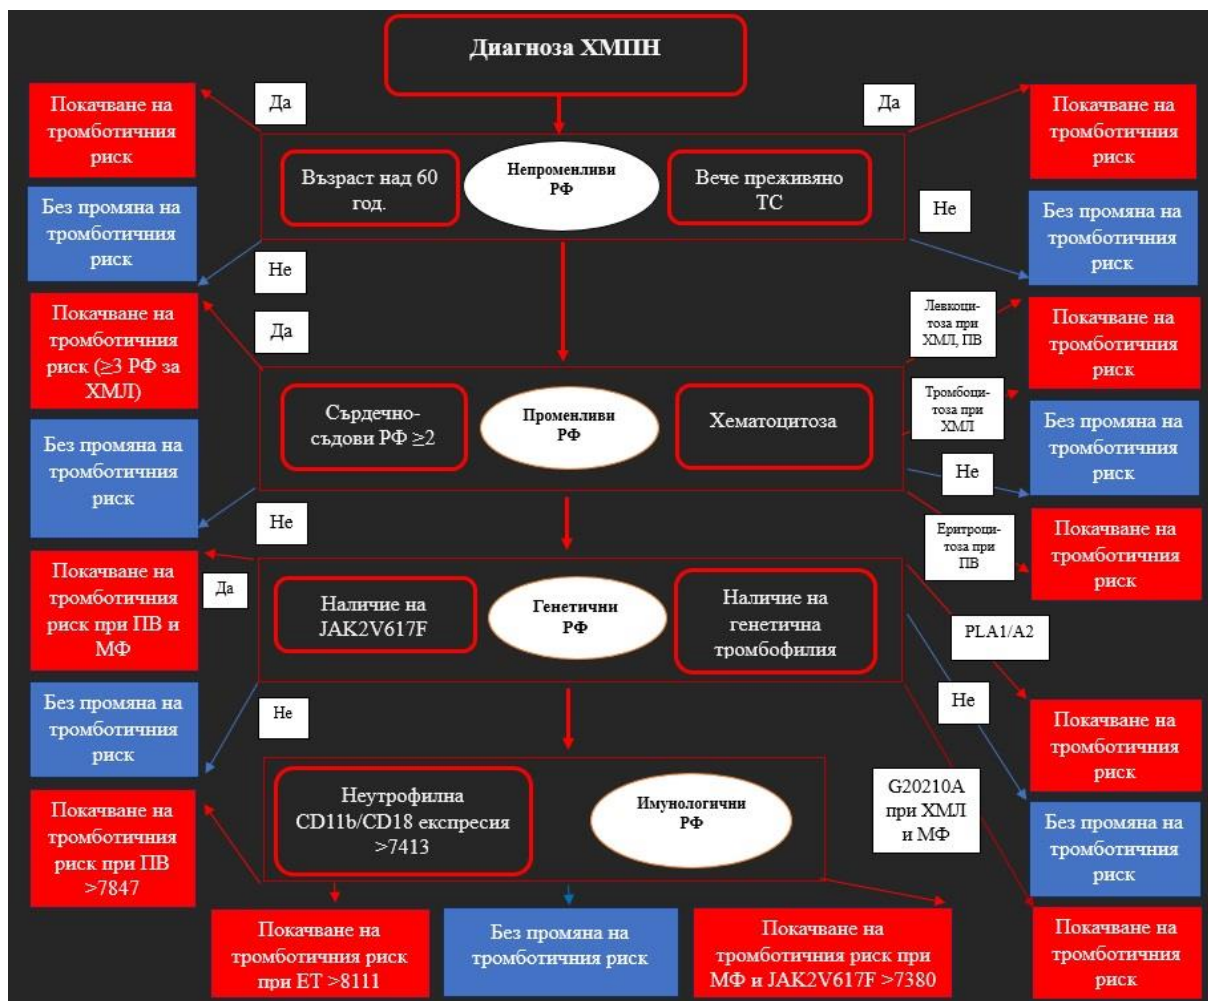 Диагноза ХМПН
Да
Да
Покачване на
тромботичния
риск
Покачване на
тромботичния
риск
Възраст над 60
год.
Непроменливи
РФ
Вече преживяно
ТС
Без промяна на
тромботичния
риск
Не
Не
Без промяна на
тромботичния
риск
Покачване на
тромботичния
риск (≥3 РФ за
ХМЛ)
Да
Левкоци-
тоза при
ХМЛ, ПВ
Покачване на
тромботичния
риск
Сърдечно-
съдови РФ ≥2
Променливи
РФ
Хематоцитоза
Тромбоци-
тоза при
ХМЛ
Без промяна на
тромботичния
риск
Не
Не
Без промяна на
тромботичния
риск
Еритроци-
тоза при
ПВ
Покачване на
тромботичния
риск
Покачване на
тромботичния
риск при ПВ и
МФ
Да
Наличие на
JAK2V617F
Генетични
РФ
Наличие на
генетична
тромбофилия
PLA1/A2
Без промяна на
тромботичния
риск
Не
Не
Покачване на
тромботичния
риск
Покачване на
тромботичния
риск при ПВ
>7847
Неутрофилна
CD11b/CD18 експресия
>7413
Имунологични
РФ
G20210A
при ХМЛ
и МФ
Без промяна на
тромботичния
риск
Покачване на
тромботичния риск
при ЕТ >8111
Без промяна на
тромботичния риск
Покачване на
тромботичния риск при
МФ и JAK2V617F >7380
Покачване на
тромботичния
риск